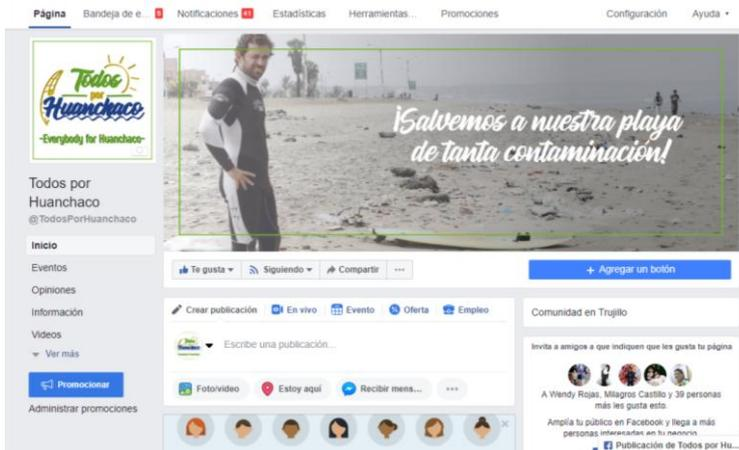 Página Bandeja de e... 5 Notificaciones 41 Estadísticas Herramientas... Promociones Configuración Ayuda
Todos
por
Huanchaco
-Everybody for Huanchaco-
¡Salvemos a nuestra playa
de tanta contaminación!
Todos por
Huanchaco
@TodosPorHuanchaco
Inicio
Eventos
Opiniones
Información
Videos
Ver más
Promocionar
Administrar promociones
Te gusta Siguiendo Compartir ...
+ Agregar un botón
Crear publicación En vivo Evento Oferta Empleo
Escribe una publicación...
Foto/video Estoy aquí Recibir mens... ...
Comunidad en Trujillo
Invita a amigos a que indiquen que les gusta tu página
A Wendy Rojas, Milagros Castillo y 39 personas
más les gusta esto.
Amplía tu público en Facebook y llega a más
personas interesadas en tu negocio
Publicación de Todos por Hu...